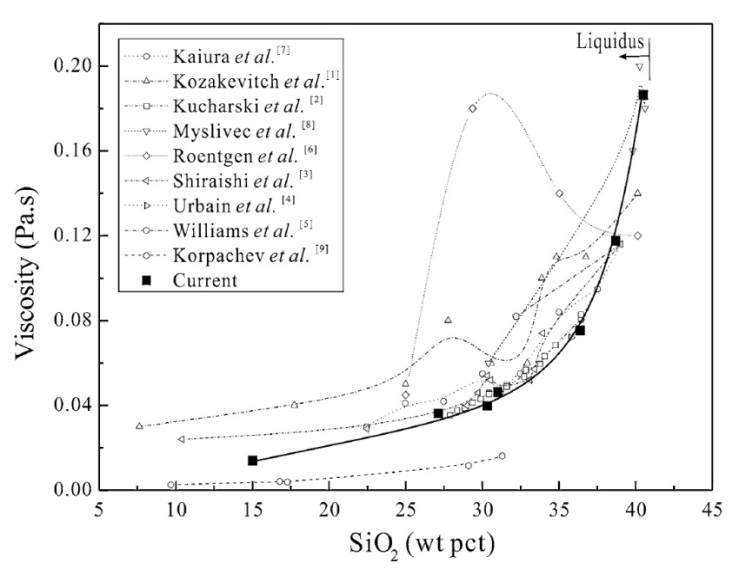 Liquidus
Kaiura et al.[7]
Kozakevitch et al.[1]
Kucharski et al.[2]
Myslivec et al.[8]
Roentgen et al.[6]
Shiraishi et al.[3]
Urbain et al.[4]
Williams et al.[5]
Korpachev et al.[9]
Current
0.20
0.16
0.12
0.08
0.04
0.00
Viscosity (Pa.s)
5 10 15 20 25 30 35 40 45
SiO2 (wt pct)